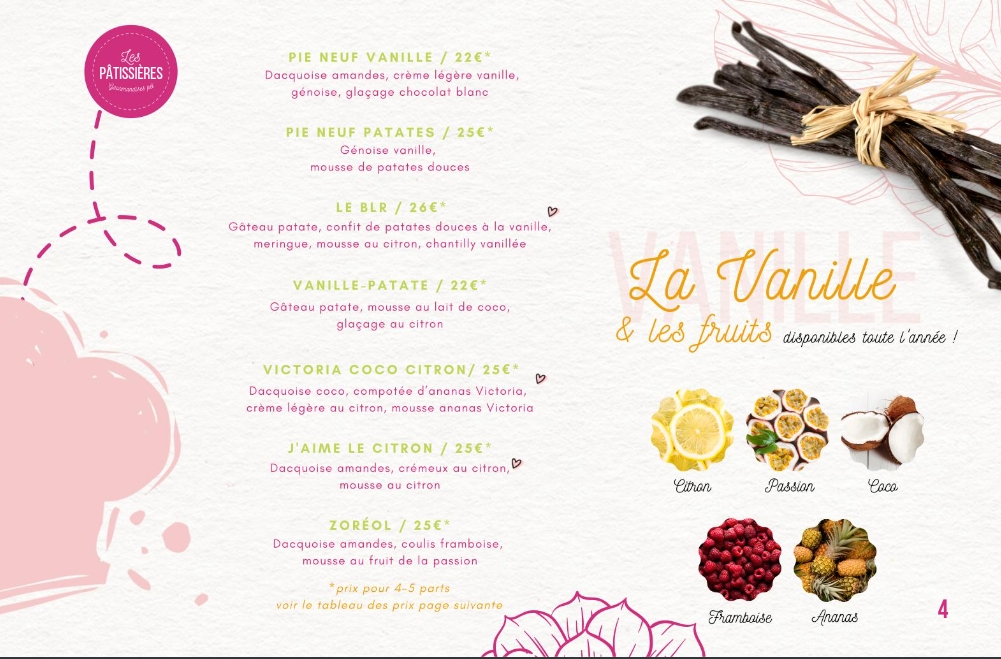 Les
PÂTISSIÈRES
Gourmandises péi
PIE NEUF VANILLE / 22€*
Dacquoise amandes, crème légère vanille,
génoise, glaçage chocolat blanc
PIE NEUF PATATES / 25€*
Génoise vanille,
mousse de patates douces
LE BLR / 26€*
Gâteau patate, confit de patates douces à la vanille,
meringue, mousse au citron, chantilly vanillée
VANILLE-PATATE / 22€*
Gâteau patate, mousse au lait de coco,
glaçage au citron
VICTORIA COCO CITRON/ 25€*
Dacquoise coco, compotée d'ananas Victoria,
crème légère au citron, mousse ananas Victoria
J'AIME LE CITRON / 25€*
Dacquoise amandes, crémeux au citron,
mousse au citron
ZORÉOL / 25€*
Dacquoise amandes, coulis framboise,
mousse au fruit de la passion
*prix pour 4-5 parts
voir le tableau des prix page suivante
VANILLE
La Vanille
& les fruits disponibles toute l'année !
Citron Passion Coco
Framboise Ananas
4